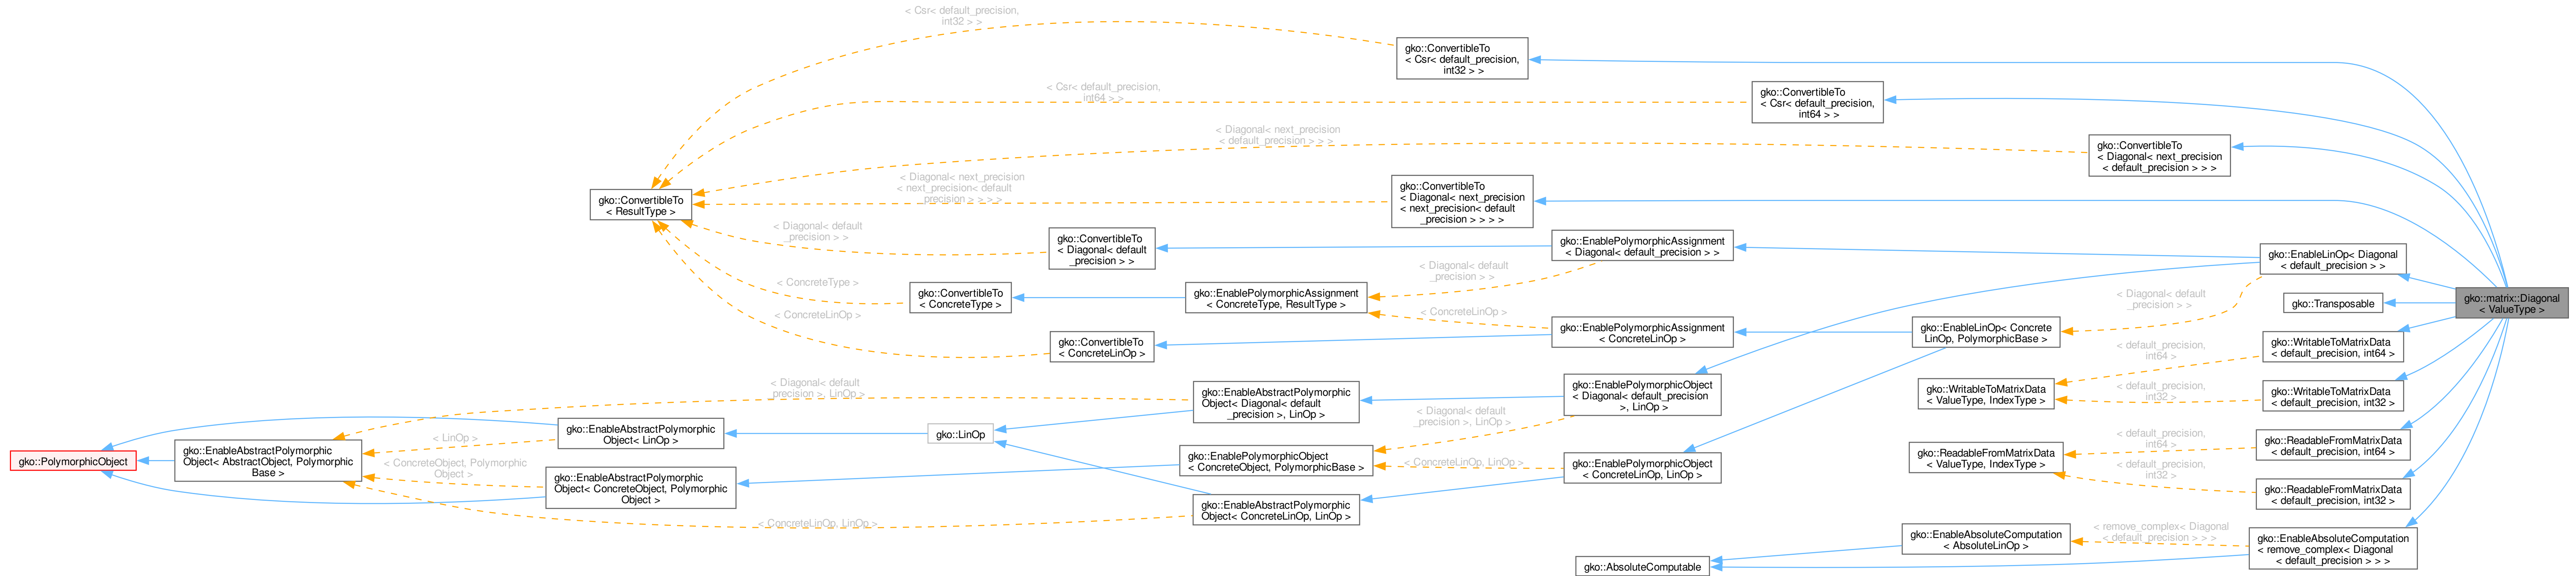 < Csr< default_precision,
int32 > >
gko::ConvertibleTo
< Csr< default_precision,
int32 > >
< Csr< default_precision,
int64 > >
gko::ConvertibleTo
< Csr< default_precision,
int64 > >
< Diagonal< next_precision
< default_precision > > >
gko::ConvertibleTo
< Diagonal< next_precision
< default_precision > > >
< Diagonal< next_precision
< next_precision< default
_precision > > > >
gko::ConvertibleTo
< Diagonal< next_precision
< next_precision< default
_precision > > > >
gko::ConvertibleTo
< ResultType >
< Diagonal< default
_precision > >
gko::ConvertibleTo
< Diagonal< default
_precision > >
gko::EnablePolymorphicAssignment
< Diagonal< default_precision > >
gko::EnableLinOp< Diagonal
< default_precision > >
< Diagonal< default
_precision > >
< ConcreteType >
gko::ConvertibleTo
< ConcreteType >
gko::EnablePolymorphicAssignment
< ConcreteType, ResultType >
< Diagonal< default
_precision > >
gko::Transposable
gko::matrix::Diagonal
< ValueType >
< ConcreteLinOp >
< ConcreteLinOp >
gko::ConvertibleTo
< ConcreteLinOp >
gko::EnablePolymorphicAssignment
< ConcreteLinOp >
gko::EnableLinOp< Concrete
LinOp, PolymorphicBase >
< default_precision,
int64 >
gko::WritableToMatrixData
< default_precision, int64 >
< Diagonal< default
_precision >, LinOp >
gko::EnableAbstractPolymorphic
Object< Diagonal< default
_precision >, LinOp >
gko::EnablePolymorphicObject
< Diagonal< default_precision
>, LinOp >
gko::WritableToMatrixData
< ValueType, IndexType >
< default_precision,
int32 >
gko::WritableToMatrixData
< default_precision, int32 >
gko::PolymorphicObject
gko::EnableAbstractPolymorphic
Object< AbstractObject, Polymorphic
Base >
< LinOp >
gko::EnableAbstractPolymorphic
Object< LinOp >
gko::LinOp
< Diagonal< default
_precision >, LinOp >
gko::ReadableFromMatrixData
< ValueType, IndexType >
< default_precision,
int64 >
gko::ReadableFromMatrixData
< default_precision, int64 >
< ConcreteObject, Polymorphic
Object >
gko::EnableAbstractPolymorphic
Object< ConcreteObject, Polymorphic
Object >
gko::EnablePolymorphicObject
< ConcreteObject, PolymorphicBase >
< ConcreteLinOp, LinOp >
gko::EnablePolymorphicObject
< ConcreteLinOp, LinOp >
< default_precision,
int32 >
gko::ReadableFromMatrixData
< default_precision, int32 >
< ConcreteLinOp, LinOp >
gko::EnableAbstractPolymorphic
Object< ConcreteLinOp, LinOp >
gko::EnableAbsoluteComputation
< AbsoluteLinOp >
< remove_complex< Diagonal
< default_precision > > >
gko::EnableAbsoluteComputation
< remove_complex< Diagonal
< default_precision > > >
gko::AbsoluteComputable